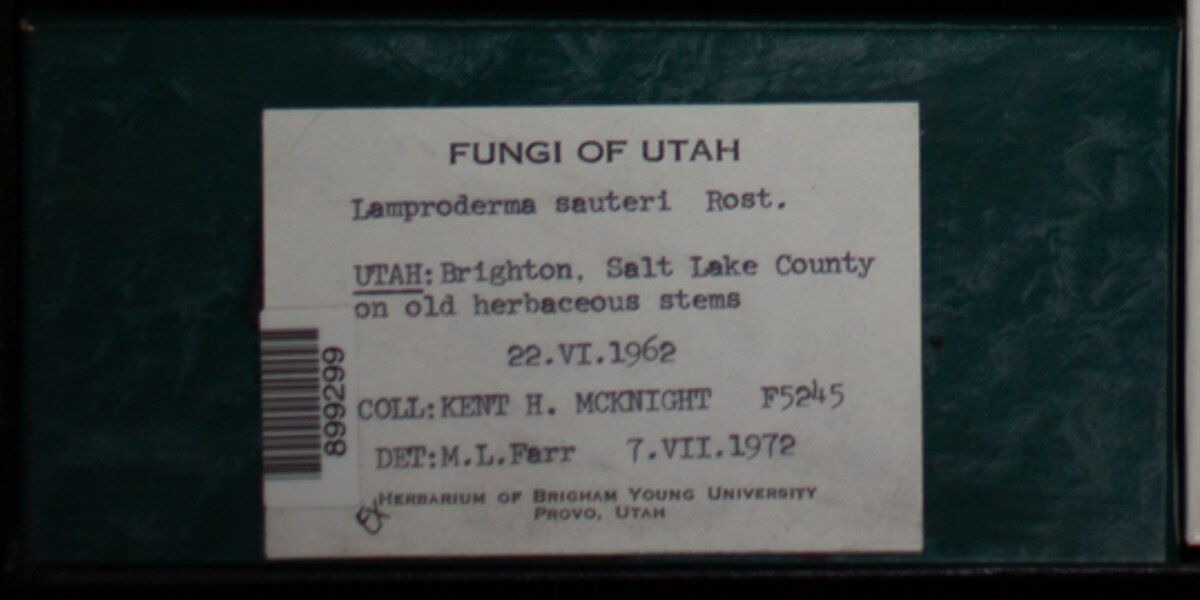 FUNGI OF UTAH
Lamproderma sauteri Rost.
UTAH: Brighton, Salt Lake County
on old herbaceous stems
22.VI.1962
COLL: KENT H. MCKNIGHT F5245
DET: M.L.Farr 7.VII.1972
Ex HERBARIUM OF BRIGHAM YOUNG UNIVERSITY
PROVO, UTAH
899299